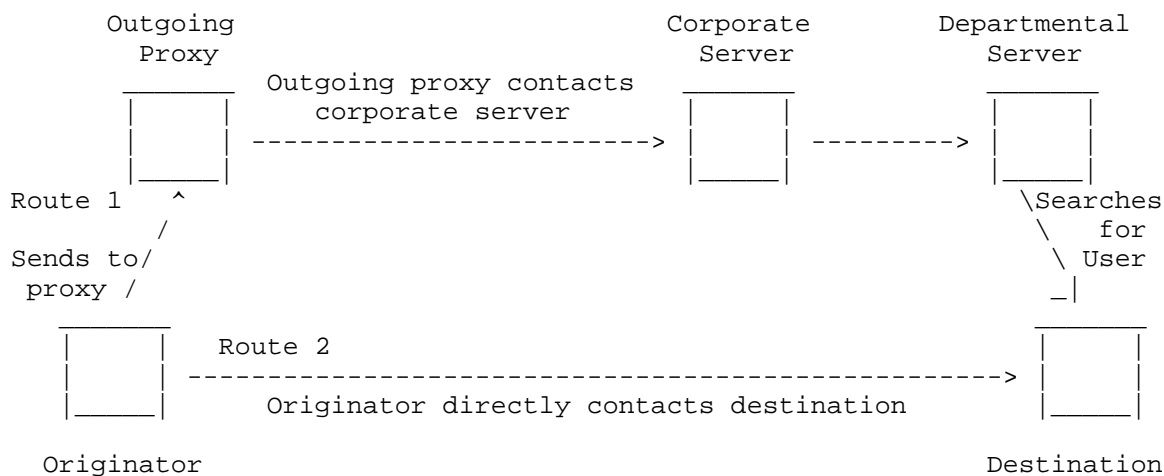 Outgoing Corporate Departmental
Proxy Server Server
Outgoing proxy contacts
corporate server
Route 1 Searches
for
Sends to User
proxy
Route 2
Originator directly contacts destination
Originator Destination